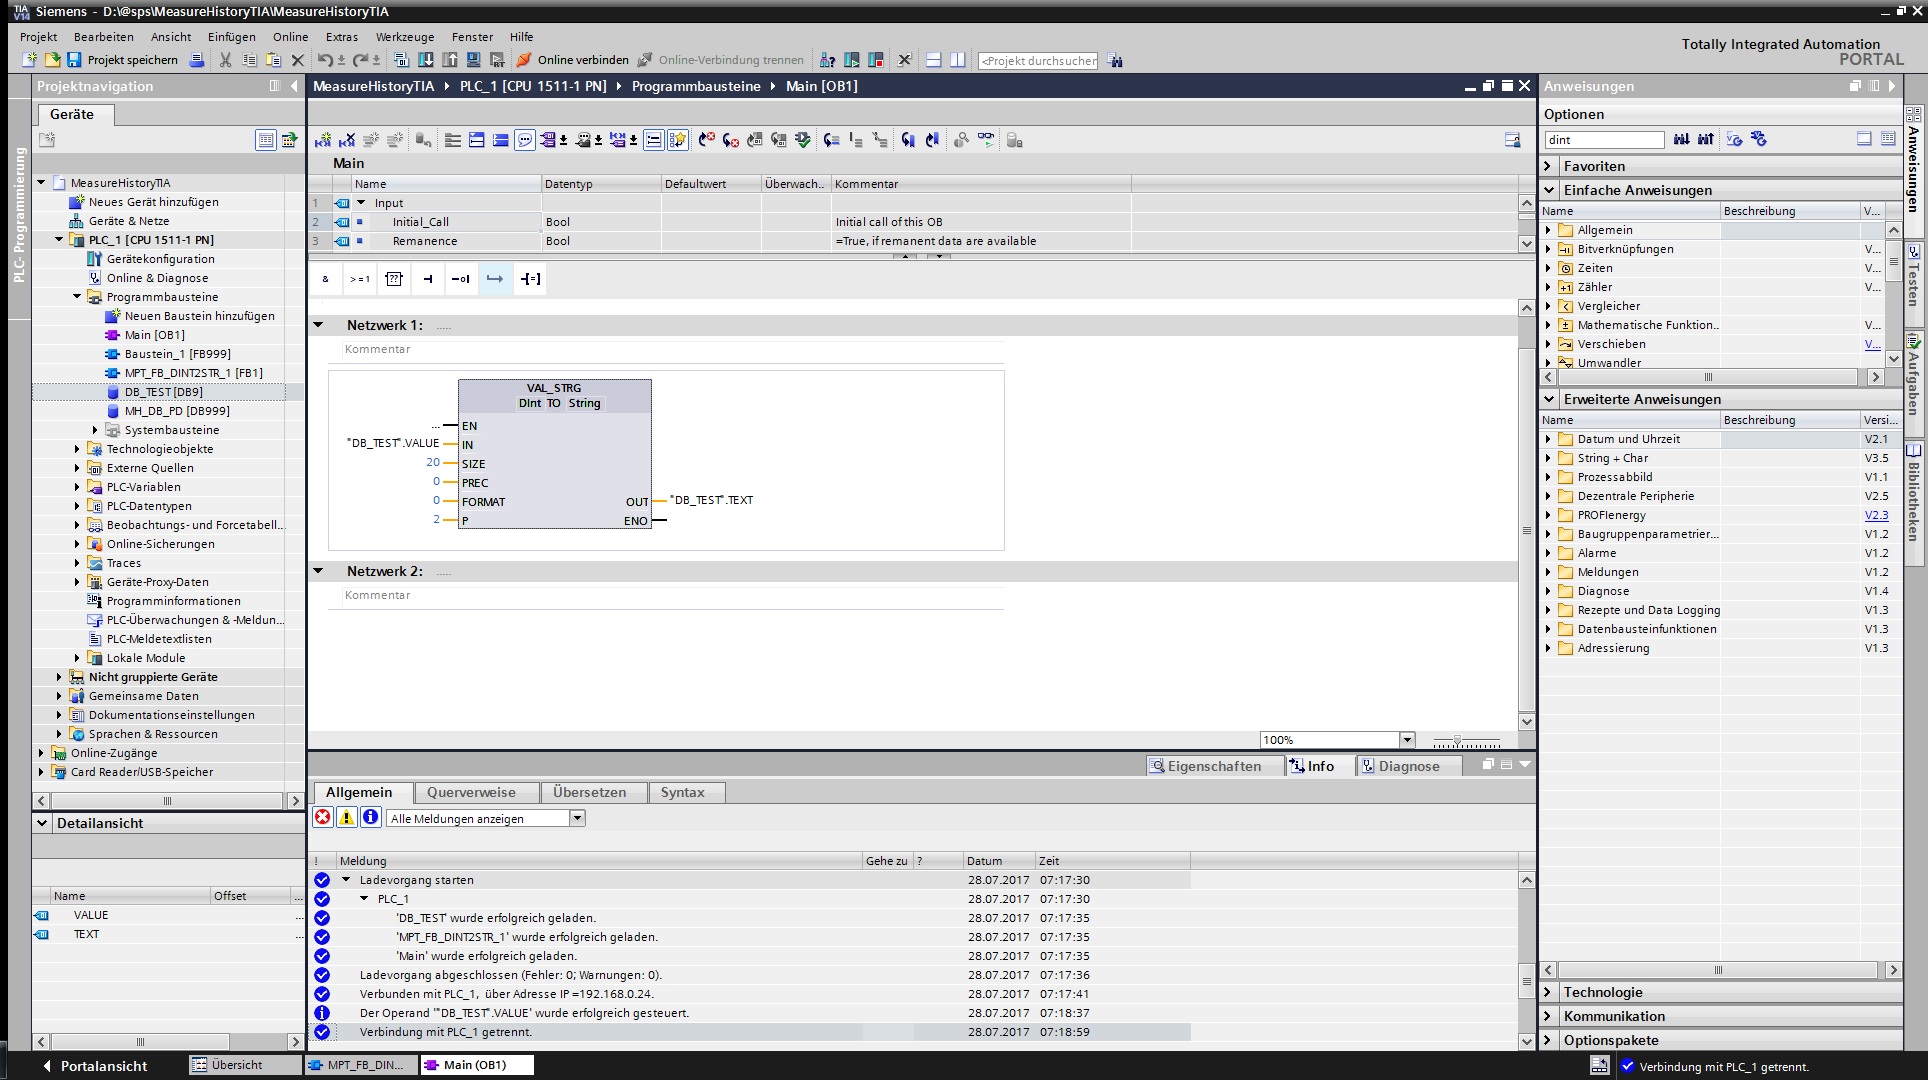 Siemens - D:\@sps\MeasureHistoryTIA\MeasureHistoryTIA
Projekt Bearbeiten Ansicht Einfügen Online Extras Werkzeuge Fenster Hilfe
Projekt speichern Online verbinden Online-Verbindung trennen <Projekt durchsuchen
Totally Integrated Automation
PORTAL
PLC- Programmierung
Projektnavigation
Geräte
MeasureHistoryTIA
Neues Gerät hinzufügen
Geräte & Netze
PLC_1 [CPU 1511-1 PN]
Gerätekonfiguration
Online & Diagnose
Programmbausteine
Neuen Baustein hinzufügen
Main [OB1]
Baustein_1 [FB999]
MPT_FB_DINT2STR_1 [FB1]
DB_TEST [DB9]
MH_DB_PD [DB999]
Systembausteine
Technologieobjekte
Externe Quellen
PLC-Variablen
PLC-Datentypen
Beobachtungs- und Forcetabell...
Online-Sicherungen
Traces
Geräte-Proxy-Daten
Programminformationen
PLC-Überwachungen & -Meldun...
PLC-Meldetextlisten
Lokale Module
Nicht gruppierte Geräte
Gemeinsame Daten
Dokumentationseinstellungen
Sprachen & Ressourcen
Online-Zugänge
Card Reader/USB-Speicher
Detailansicht
Name Offset ...
VALUE ...
TEXT ...
MeasureHistoryTIA PLC_1 [CPU 1511-1 PN] Programmbausteine Main [OB1]
Main
Name Datentyp Defaultwert Überwach.. Kommentar
1 Input
2 Initial_Call Bool Initial call of this OB
3 Remanence Bool =True, if remanent data are available
& >=1 ?? -o| [=]
Netzwerk 1: .....
Kommentar
VAL_STRG
DInt TO String
... EN
"DB_TEST".VALUE IN
20 SIZE
0 PREC
0 FORMAT OUT "DB_TEST".TEXT
2 P ENO
Netzwerk 2: .....
Kommentar
100%
Eigenschaften Info Diagnose
Allgemein Querverweise Übersetzen Syntax
Alle Meldungen anzeigen
! Meldung Gehe zu ? Datum Zeit
Ladevorgang starten 28.07.2017 07:17:30
PLC_1 28.07.2017 07:17:30
'DB_TEST' wurde erfolgreich geladen. 28.07.2017 07:17:35
'MPT_FB_DINT2STR_1' wurde erfolgreich geladen. 28.07.2017 07:17:35
'Main' wurde erfolgreich geladen. 28.07.2017 07:17:35
Ladevorgang abgeschlossen (Fehler: 0; Warnungen: 0). 28.07.2017 07:17:36
Verbunden mit PLC_1, über Adresse IP =192.168.0.24. 28.07.2017 07:17:41
Der Operand '"DB_TEST".VALUE' wurde erfolgreich gesteuert. 28.07.2017 07:18:37
Verbindung mit PLC_1 getrennt. 28.07.2017 07:18:59
Anweisungen
Optionen
dint
Favoriten
Einfache Anweisungen
Name Beschreibung V...
Allgemein
Bitverknüpfungen V...
Zeiten V...
Zähler V...
Vergleicher
Mathematische Funktion.. V...
Verschieben V...
Umwandler
Erweiterte Anweisungen
Name Beschreibung Versi...
Datum und Uhrzeit V2.1
String + Char V3.5
Prozessabbild V1.1
Dezentrale Peripherie V2.5
PROFIenergy V2.3
Baugruppenparametrier... V1.2
Alarme V1.2
Meldungen V1.2
Diagnose V1.4
Rezepte und Data Logging V1.3
Datenbausteinfunktionen V1.3
Adressierung V1.3
Technologie
Kommunikation
Optionspakete
Anweisungen
Testen
Aufgaben
Bibliotheken
Portalansicht Übersicht MPT_FB_DIN... Main (OB1) Verbindung mit PLC_1 getrennt.